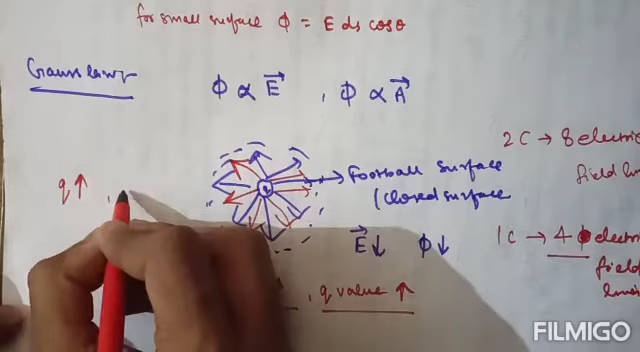 for small surface ϕ = E ds cosθ
Gauss law
ϕ ∝ E⃗ , ϕ ∝ A⃗
2C → 8 electric
field
q↑ ,
→ Football surface
(closed surface
E⃗↓ ϕ↓
1C → 4 electric
field
lines
, q value ↑
FILMIGO